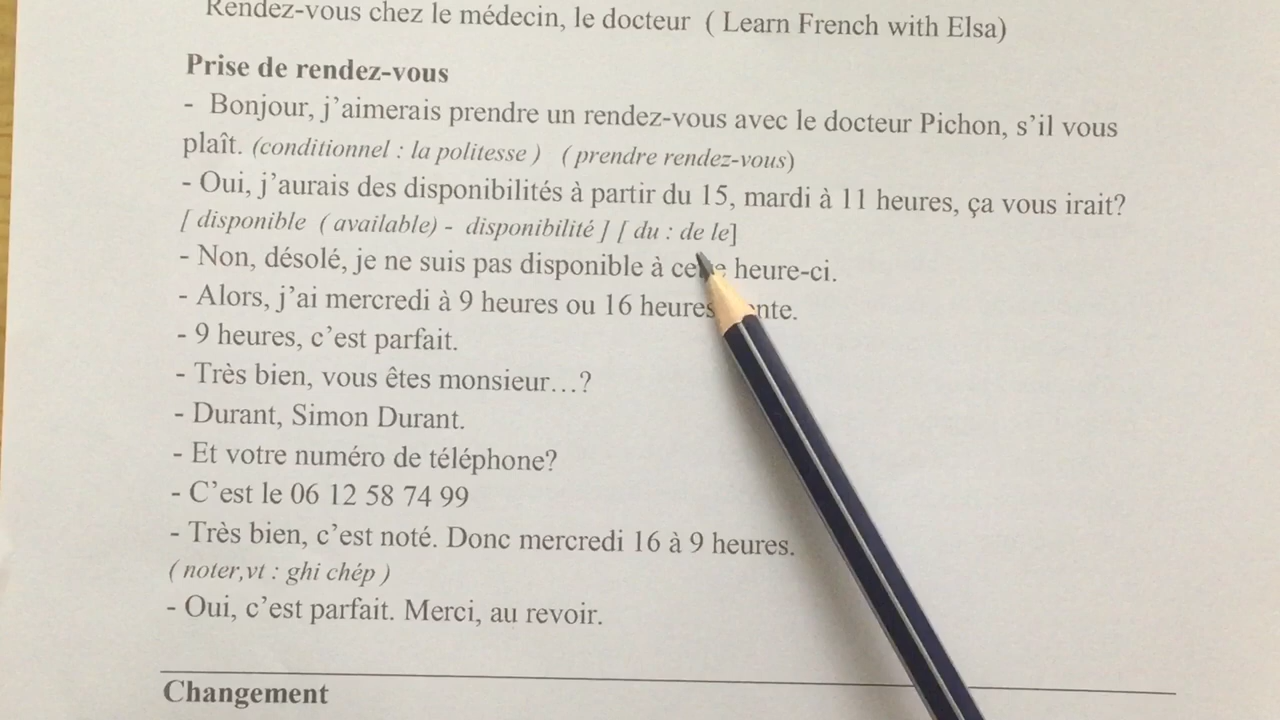 Rendez-vous chez le médecin, le docteur ( Learn French with Elsa)
Prise de rendez-vous
- Bonjour, j’aimerais prendre un rendez-vous avec le docteur Pichon, s’il vous
plaît. (conditionnel : la politesse ) ( prendre rendez-vous)
- Oui, j’aurais des disponibilités à partir du 15, mardi à 11 heures, ça vous irait?
[ disponible ( available) - disponibilité ] [ du : de le]
- Non, désolé, je ne suis pas disponible à heure-ci.
- Alors, j’ai mercredi à 9 heures ou 16 heures
- 9 heures, c’est parfait.
- Très bien, vous êtes monsieur…?
- Durant, Simon Durant.
- Et votre numéro de téléphone?
- C’est le 06 12 58 74 99
- Très bien, c’est noté. Donc mercredi 16 à 9 heures.
( noter,vt : ghi chép )
- Oui, c’est parfait. Merci, au revoir.
Changement